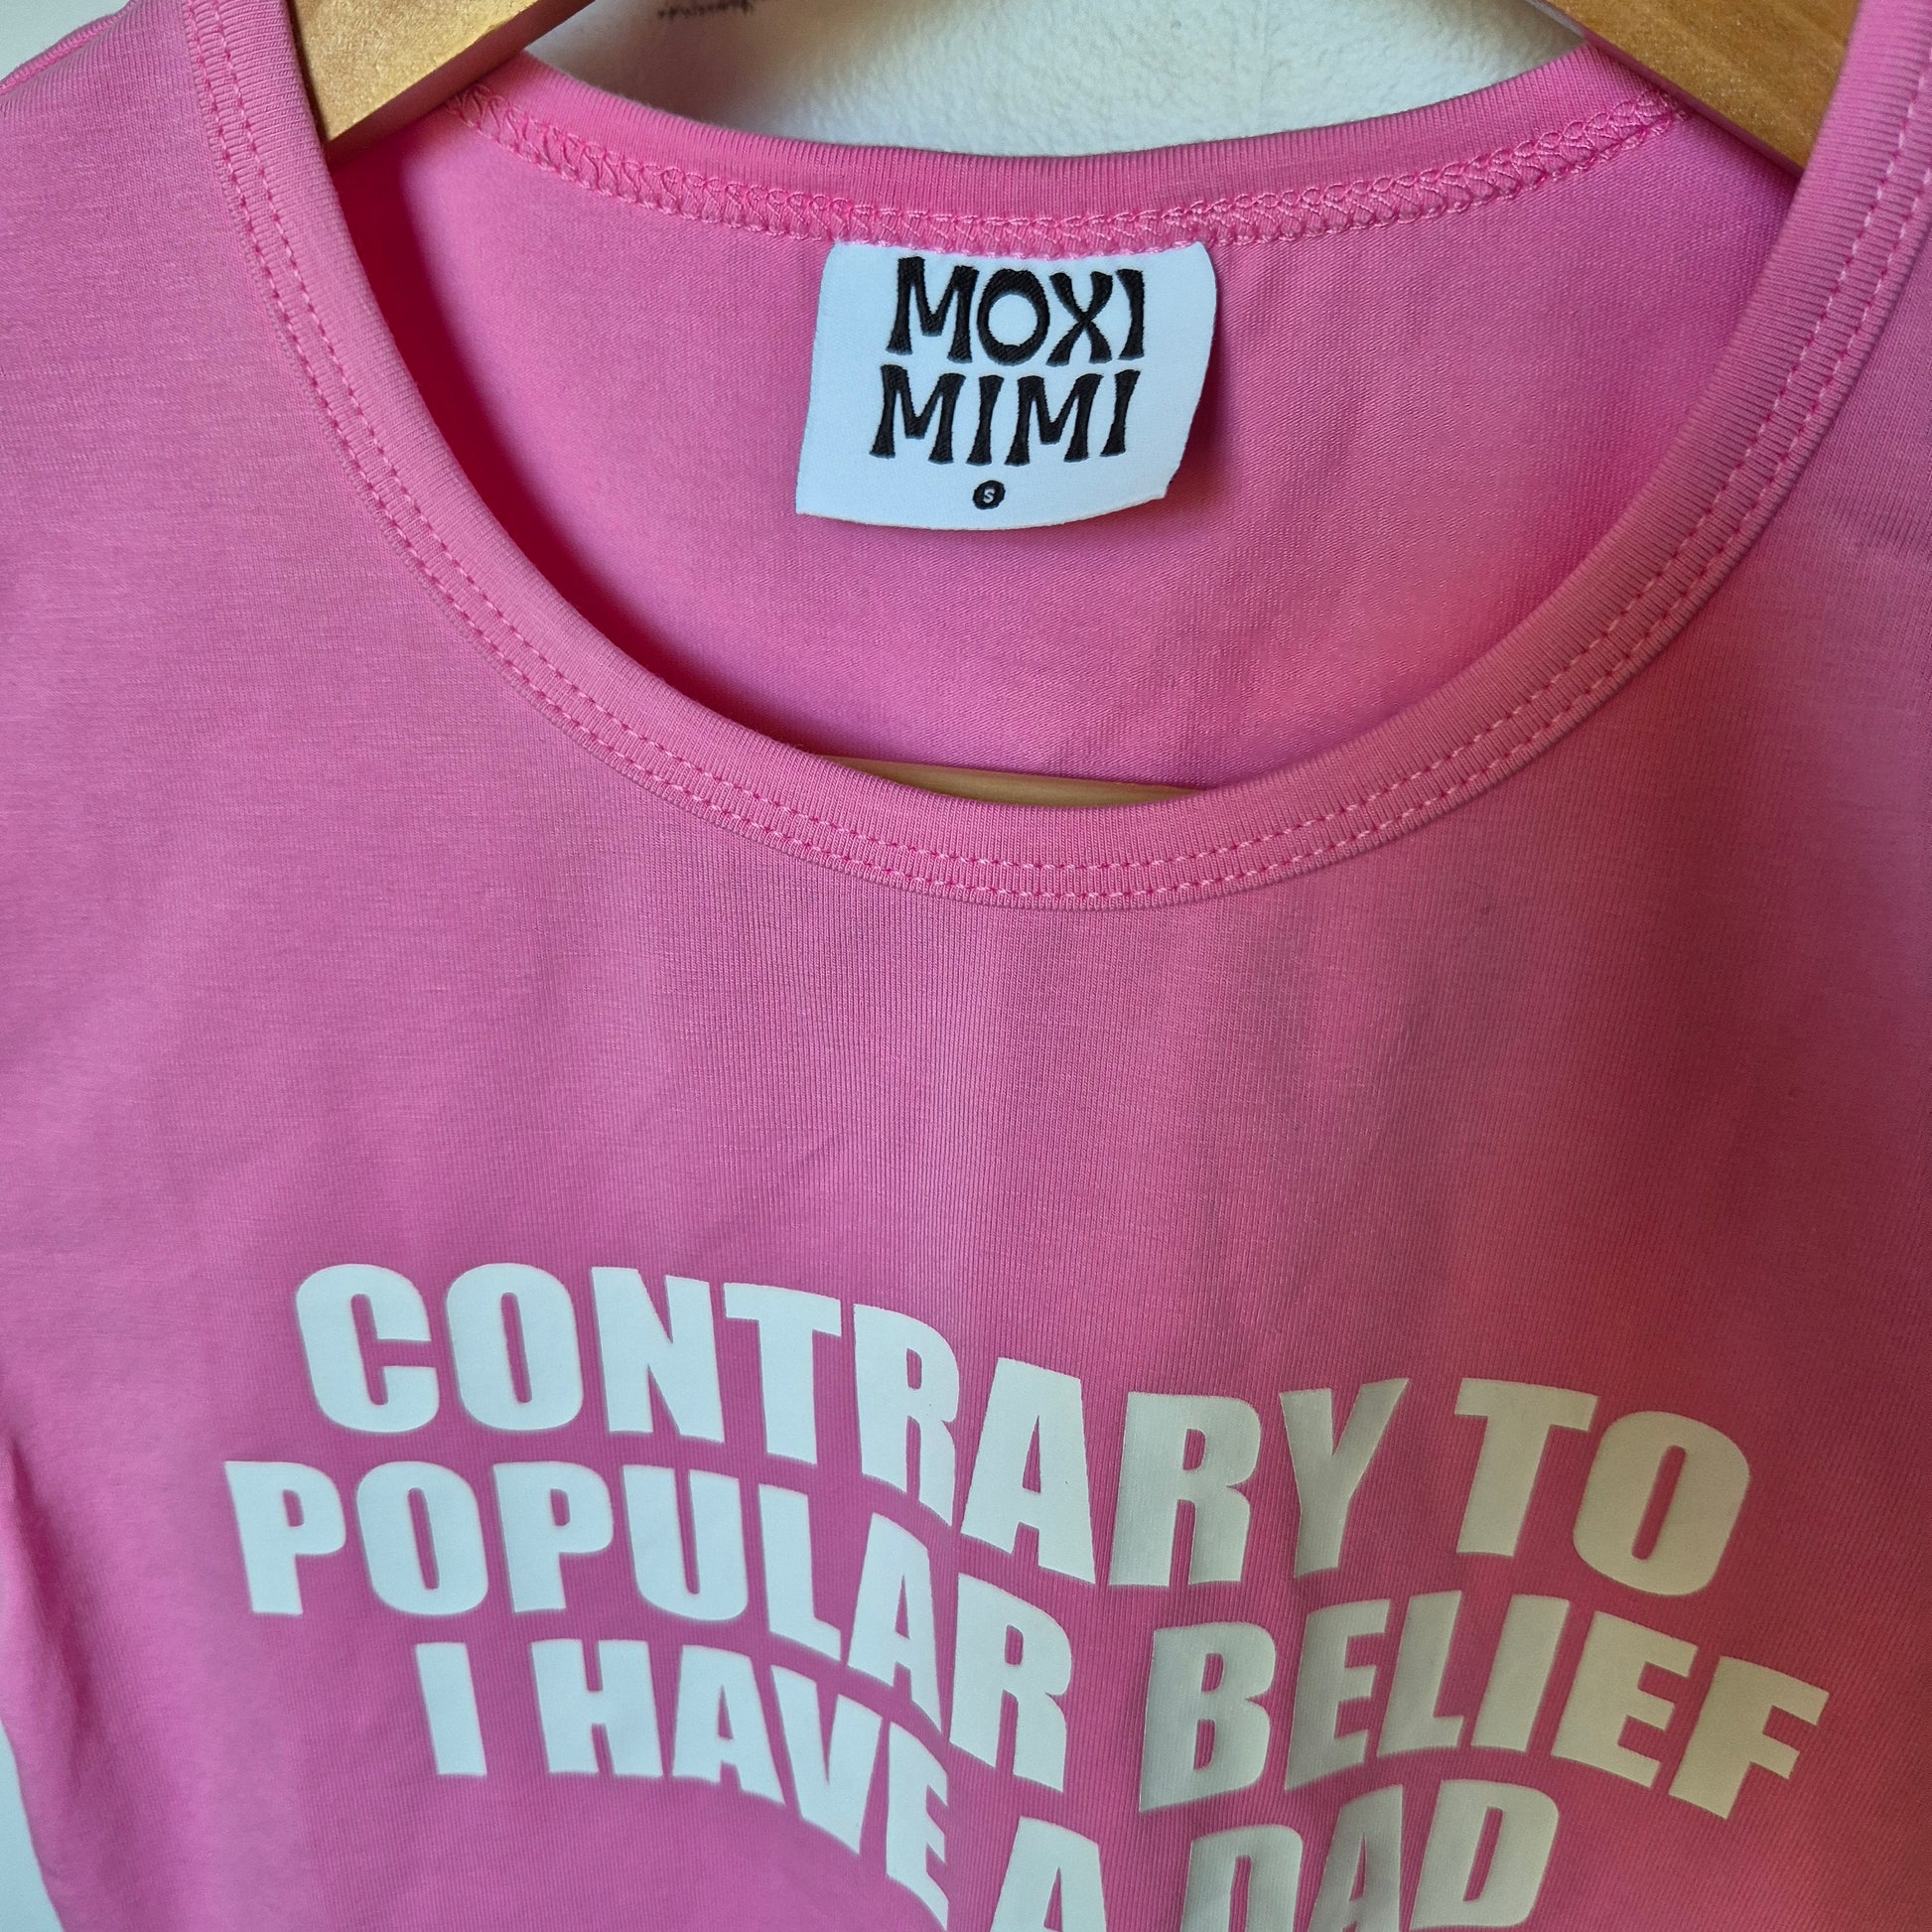 MOXI
MIMI
S
CONTRARY TO
POPULAR BELIEF
I HAVE A DAD